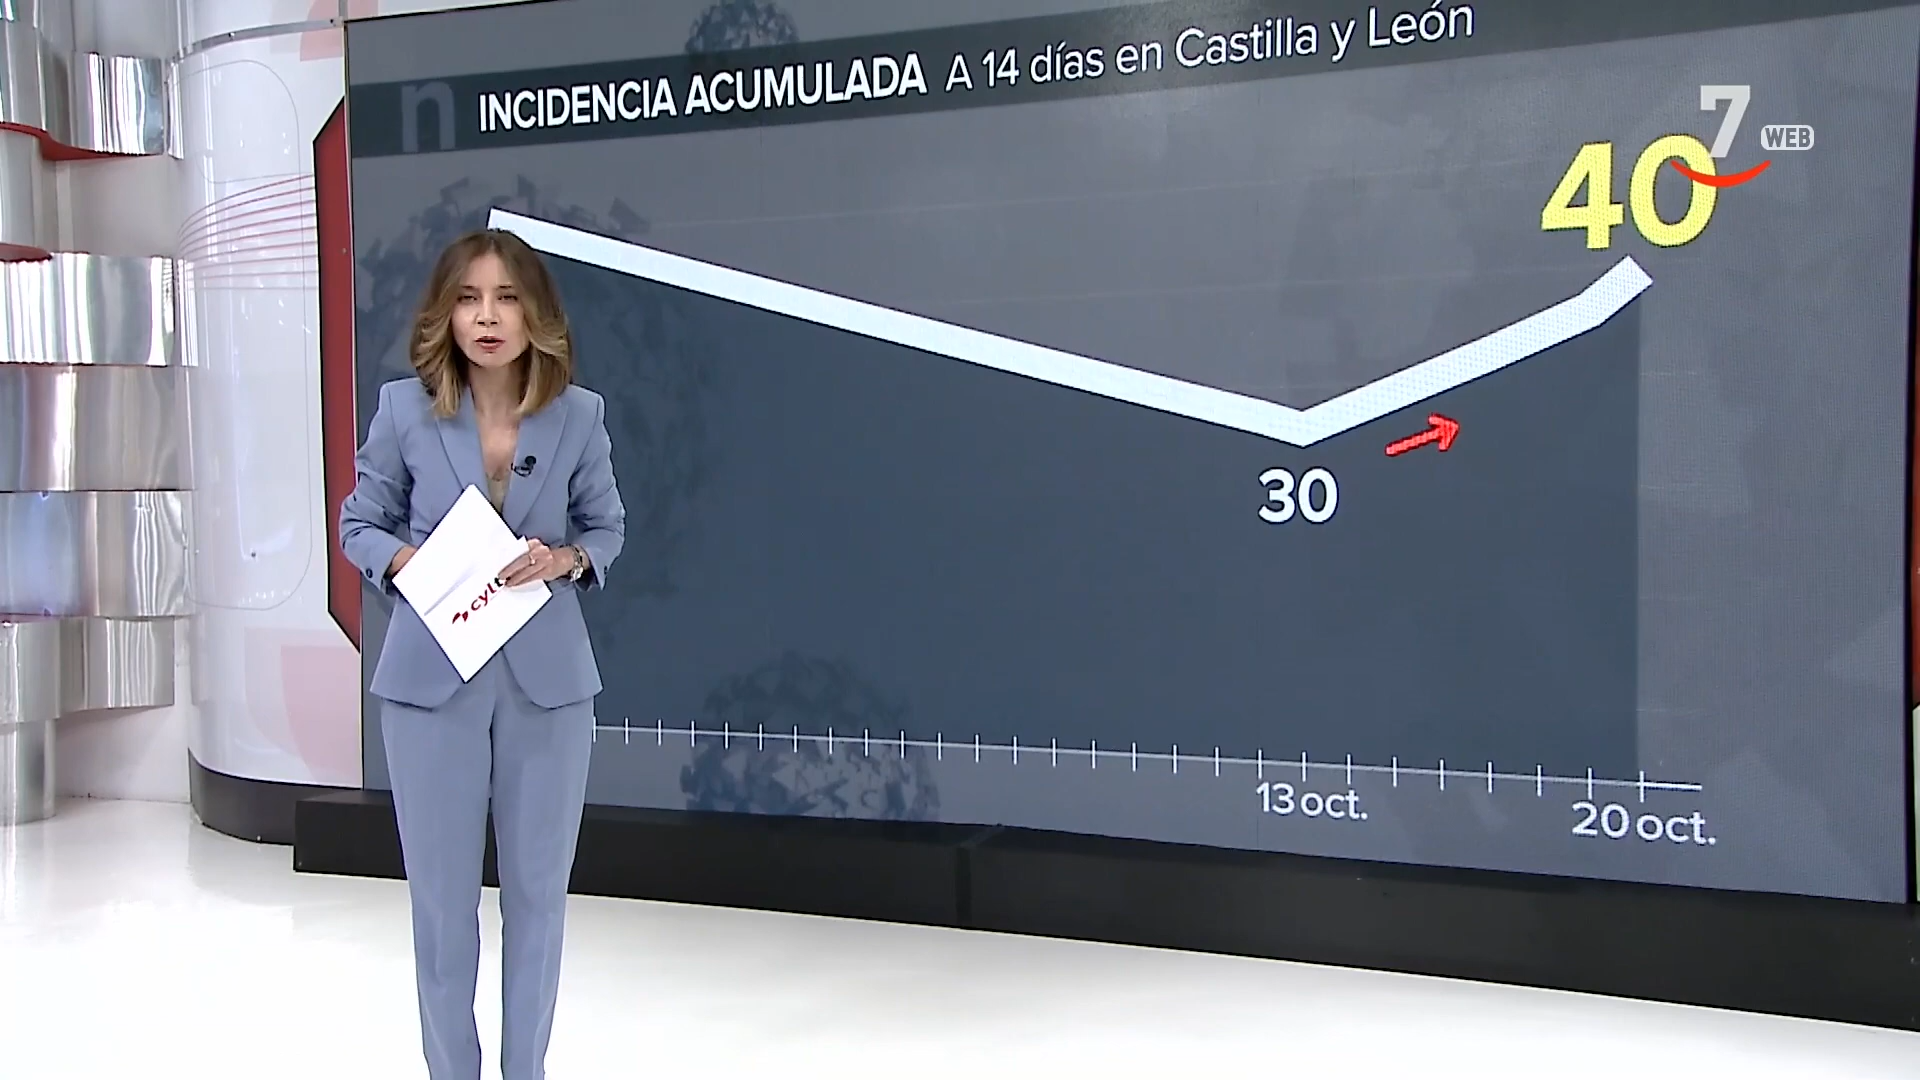 n INCIDENCIA ACUMULADA A 14 días en Castilla y León
7 WEB
40
30
cylt
13 oct.
20 oct.